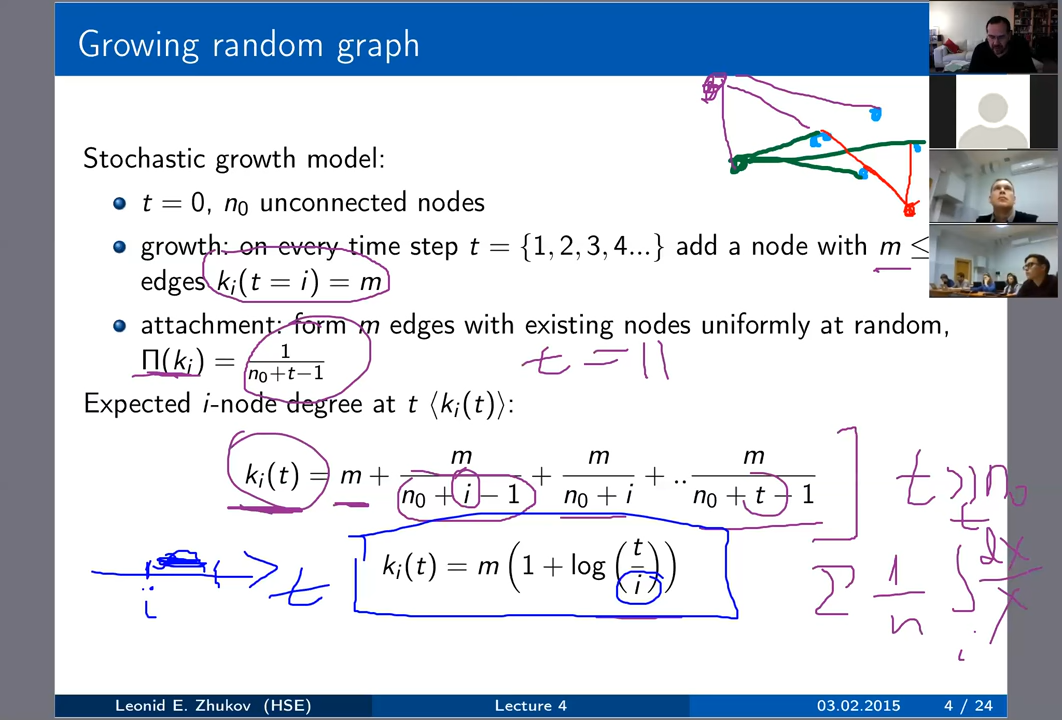 Growing random graph
Stochastic growth model:
t = 0, n₀ unconnected nodes
growth: on every time step t = {1, 2, 3, 4...} add a node with m ≤
edges kᵢ(t = i) = m
attachment: form m edges with existing nodes uniformly at random,
Π(kᵢ) = 1/(n₀+t−1)
t = 11
Expected i-node degree at t ⟨kᵢ(t)⟩:
kᵢ(t) = m + m/(n₀ + i − 1) + m/(n₀ + i) + .. m/(n₀ + t − 1)
t >> n₀
kᵢ(t) = m (1 + log (t/i))
i
t
Σ 1/n ∫ᵢᵗ dx/x
Leonid E. Zhukov (HSE) Lecture 4 03.02.2015 4 / 24